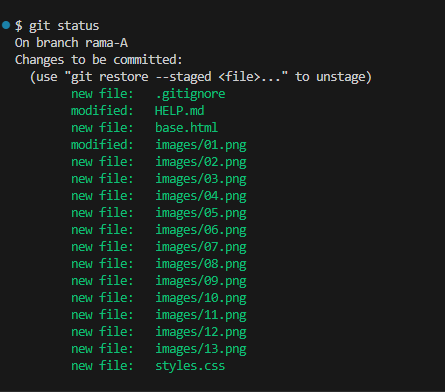 $ git status
On branch rama-A
Changes to be committed:
  (use "git restore --staged <file>..." to unstage)
        new file:   .gitignore
        modified:   HELP.md
        new file:   base.html
        modified:   images/01.png
        new file:   images/02.png
        new file:   images/03.png
        new file:   images/04.png
        new file:   images/05.png
        new file:   images/06.png
        new file:   images/07.png
        new file:   images/08.png
        new file:   images/09.png
        new file:   images/10.png
        new file:   images/11.png
        new file:   images/12.png
        new file:   images/13.png
        new file:   styles.css